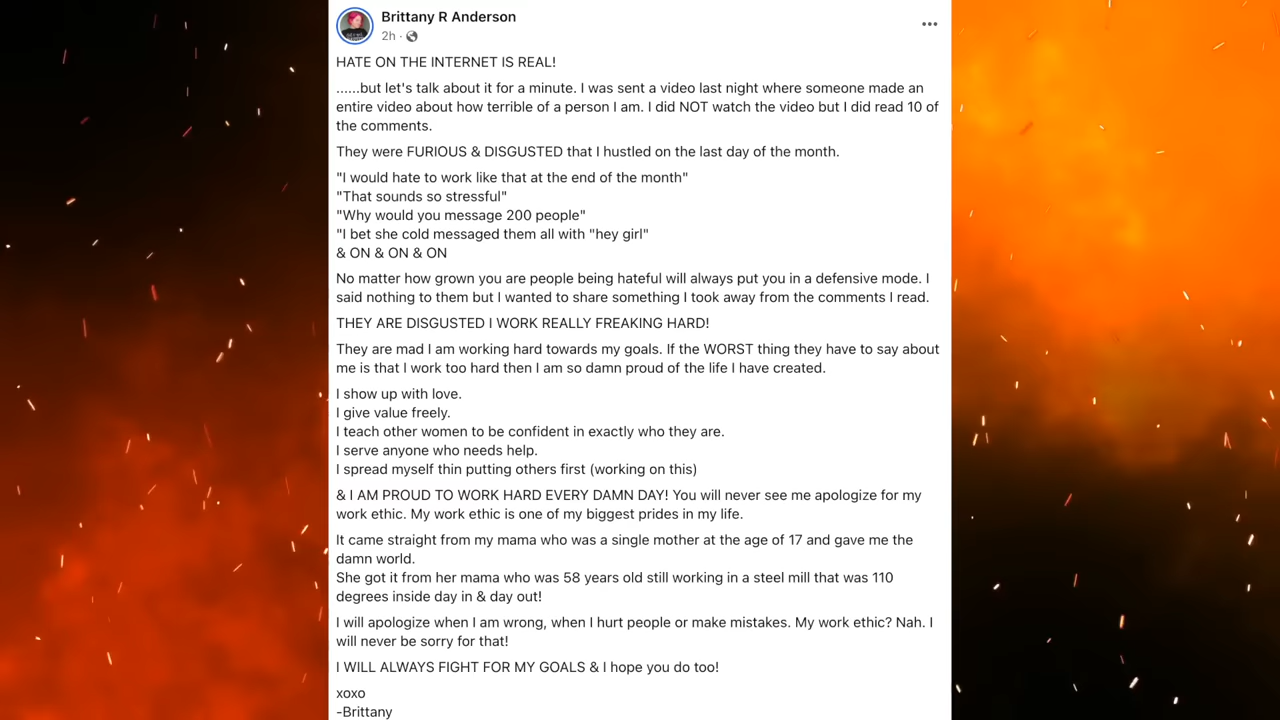 Brittany R Anderson
2h ·
HATE ON THE INTERNET IS REAL!
......but let's talk about it for a minute. I was sent a video last night where someone made an
entire video about how terrible of a person I am. I did NOT watch the video but I did read 10 of
the comments.
They were FURIOUS & DISGUSTED that I hustled on the last day of the month.
"I would hate to work like that at the end of the month"
"That sounds so stressful"
"Why would you message 200 people"
"I bet she cold messaged them all with "hey girl"
& ON & ON & ON
No matter how grown you are people being hateful will always put you in a defensive mode. I
said nothing to them but I wanted to share something I took away from the comments I read.
THEY ARE DISGUSTED I WORK REALLY FREAKING HARD!
They are mad I am working hard towards my goals. If the WORST thing they have to say about
me is that I work too hard then I am so damn proud of the life I have created.
I show up with love.
I give value freely.
I teach other women to be confident in exactly who they are.
I serve anyone who needs help.
I spread myself thin putting others first (working on this)
& I AM PROUD TO WORK HARD EVERY DAMN DAY! You will never see me apologize for my
work ethic. My work ethic is one of my biggest prides in my life.
It came straight from my mama who was a single mother at the age of 17 and gave me the
damn world.
She got it from her mama who was 58 years old still working in a steel mill that was 110
degrees inside day in & day out!
I will apologize when I am wrong, when I hurt people or make mistakes. My work ethic? Nah. I
will never be sorry for that!
I WILL ALWAYS FIGHT FOR MY GOALS & I hope you do too!
xoxo
-Brittany